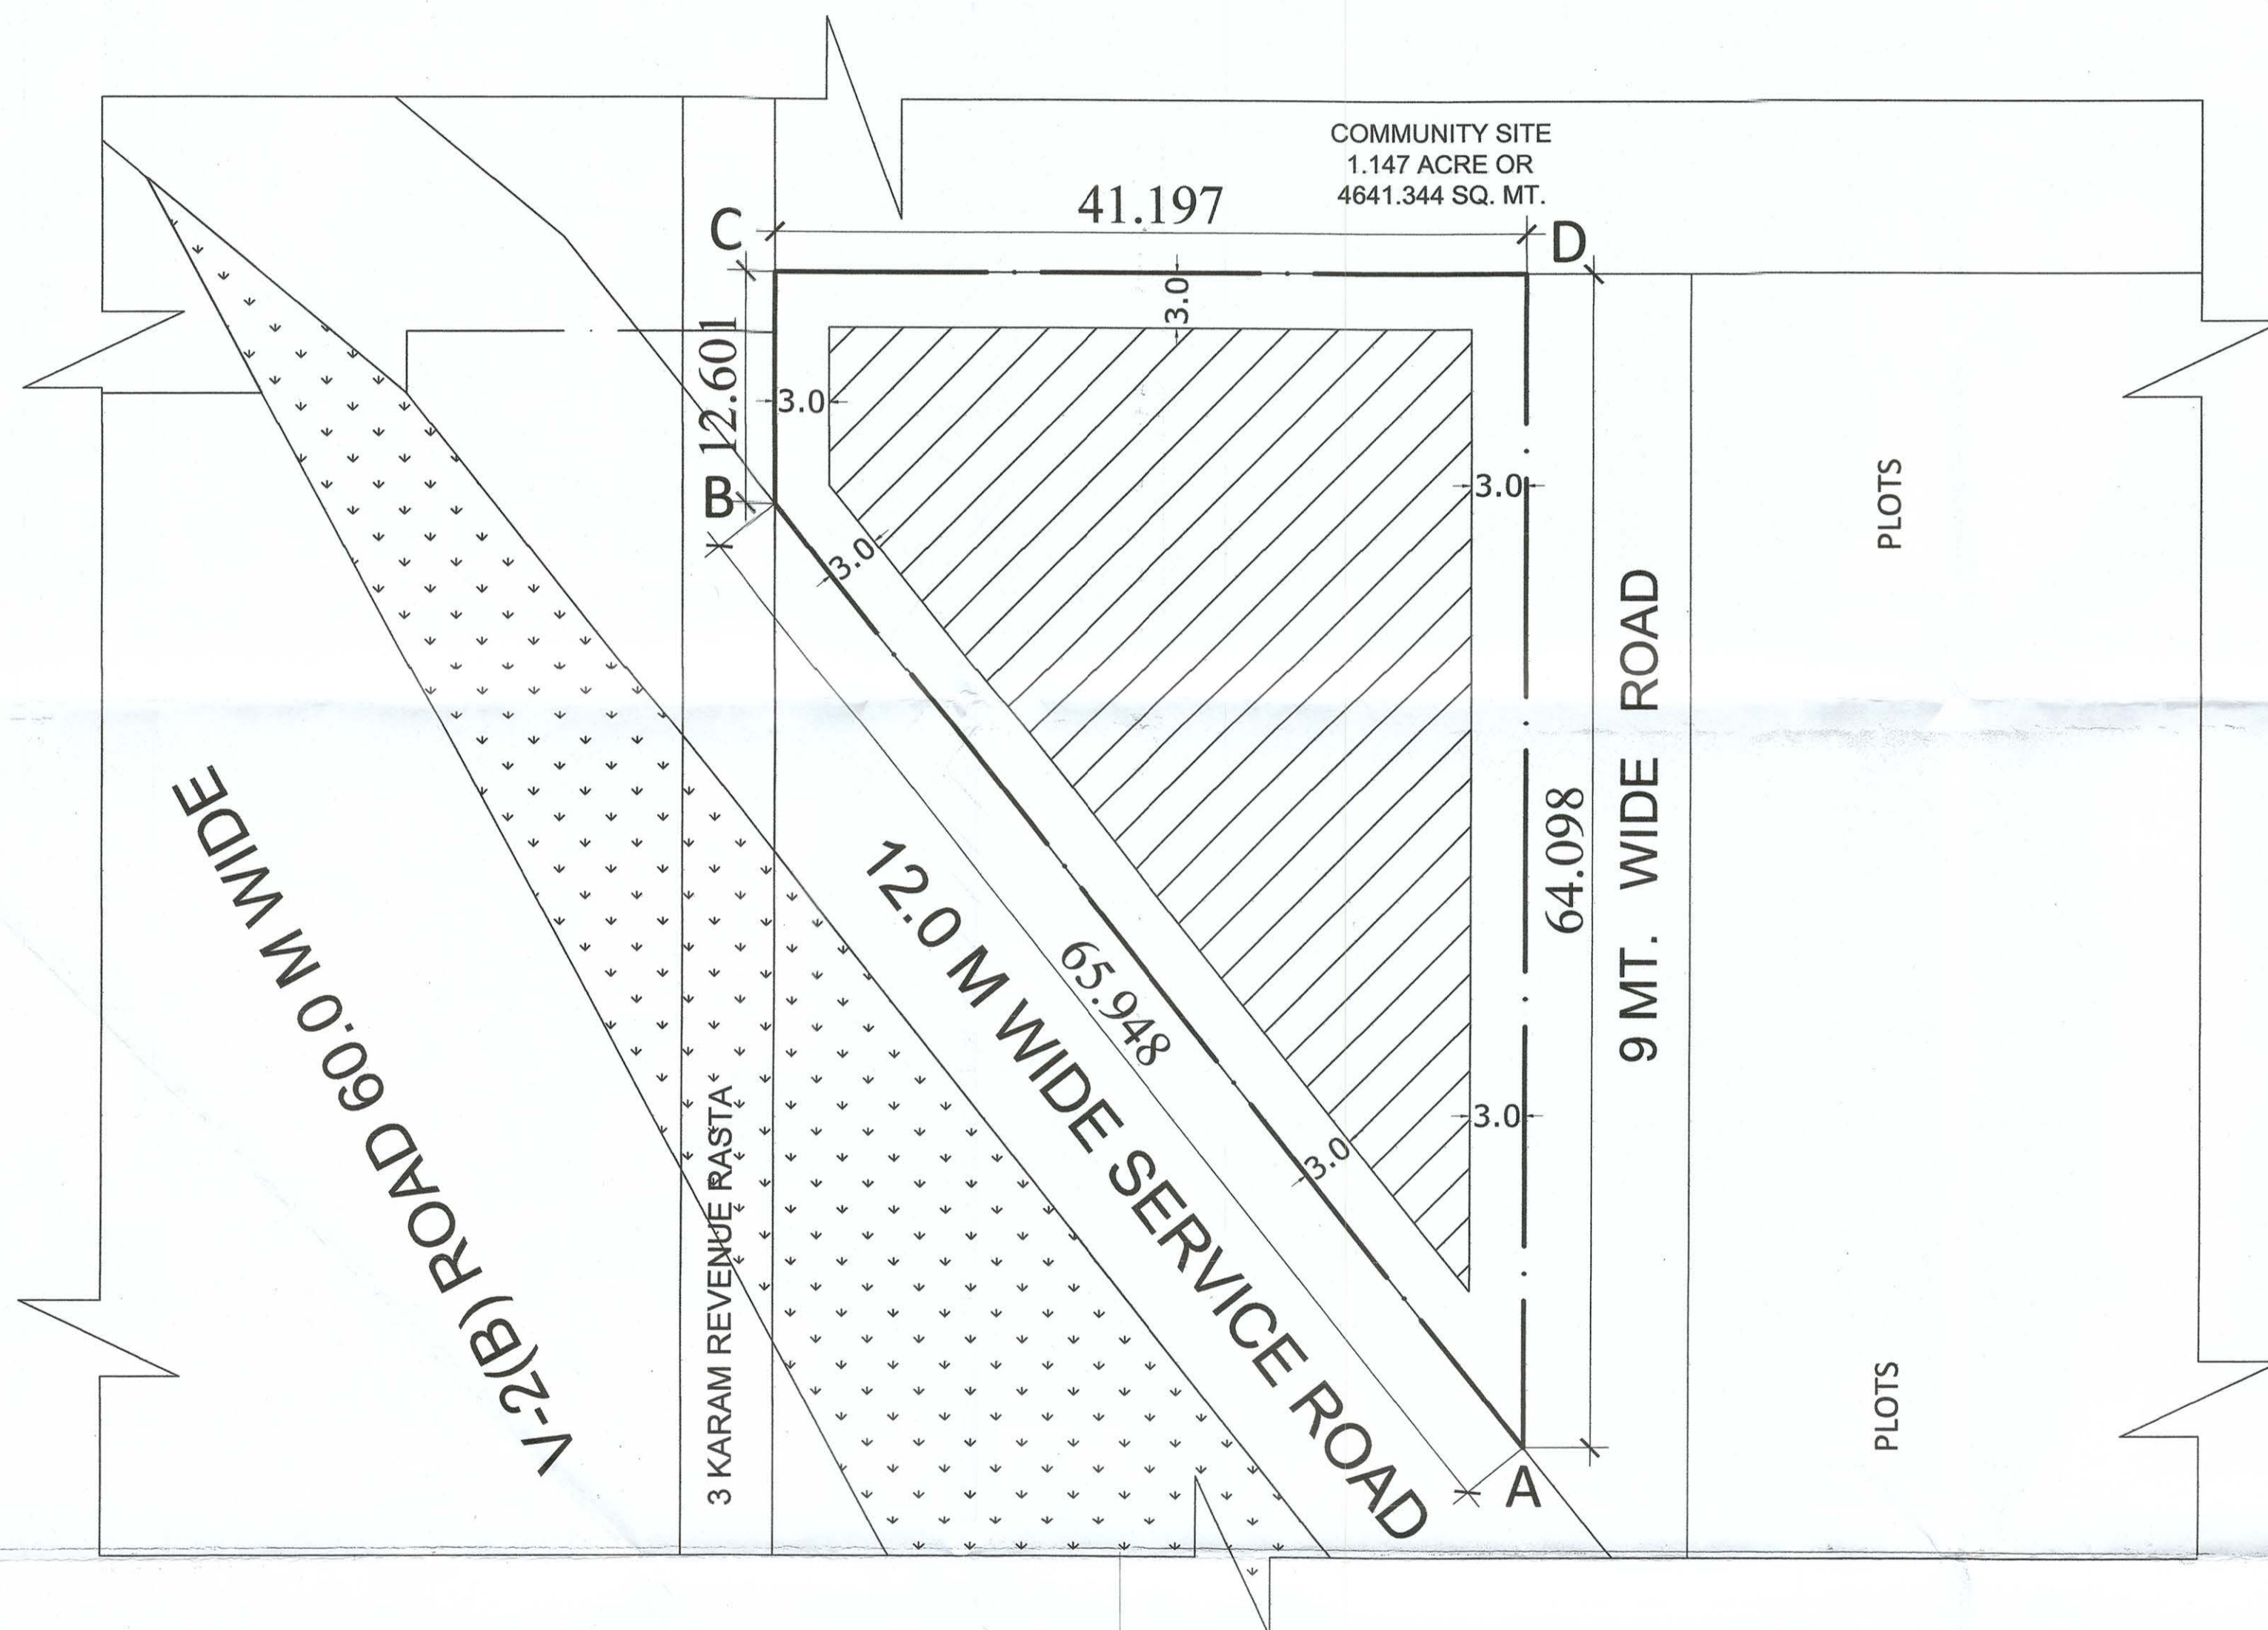 COMMUNITY SITE
1.147 ACRE OR
4641.344 SQ. MT.
41.197
C
D
3.0
12.601
3.0
B
3.0
3.0
PLOTS
9 MT. WIDE ROAD
64.098
V-2(B) ROAD 60.0 M WIDE
12.0 M WIDE SERVICE ROAD
65.948
3 KARAM REVENUE RASTA
3.0
3.0
A
PLOTS